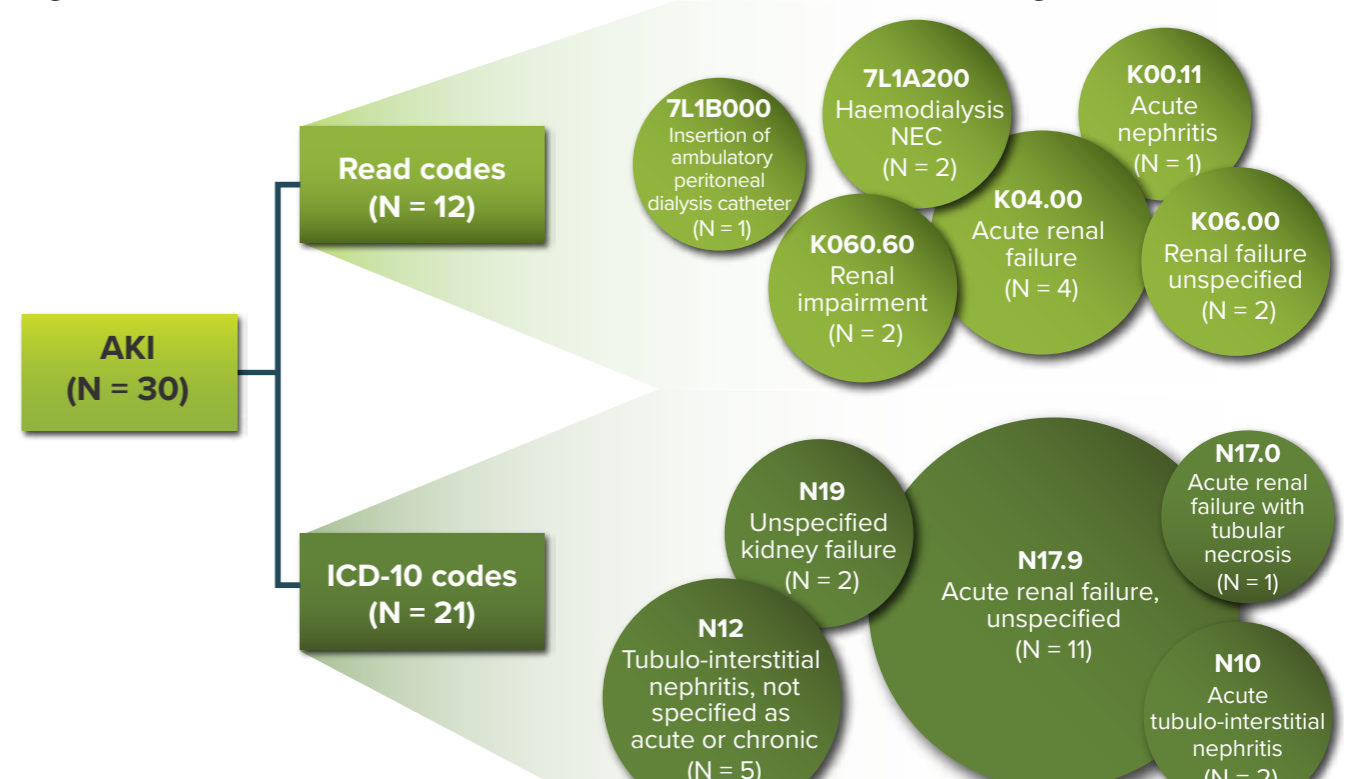 AKI
(N = 30)
Read codes
(N = 12)
7L1B000
Insertion of
ambulatory
peritoneal
dialysis catheter
(N = 1)
7L1A200
Haemodialysis
NEC
(N = 2)
K00.11
Acute
nephritis
(N = 1)
K060.60
Renal
impairment
(N = 2)
K04.00
Acute renal
failure
(N = 4)
K06.00
Renal failure
unspecified
(N = 2)
ICD-10 codes
(N = 21)
N19
Unspecified
kidney failure
(N = 2)
N12
Tubulo-interstitial
nephritis, not
specified as
acute or chronic
(N = 5)
N17.9
Acute renal failure,
unspecified
(N = 11)
N17.0
Acute renal
failure with
tubular
necrosis
(N = 1)
N10
Acute
tubulo-interstitial
nephritis
(N = 2)